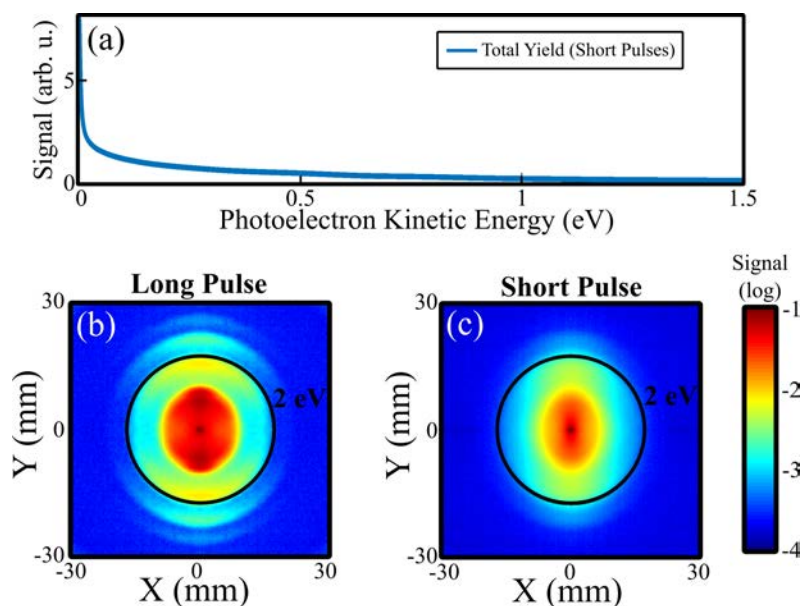 (a)
Total Yield (Short Pulses)
Signal (arb. u.)
5
0
0
0.5
1
1.5
Photoelectron Kinetic Energy (eV)
Long Pulse
Short Pulse
Signal
(log)
30
(b)
2 eV
Y (mm)
0
-30
-30
0
30
X (mm)
30
(c)
2 eV
Y (mm)
0
-30
-30
0
30
X (mm)
-1
-2
-3
-4